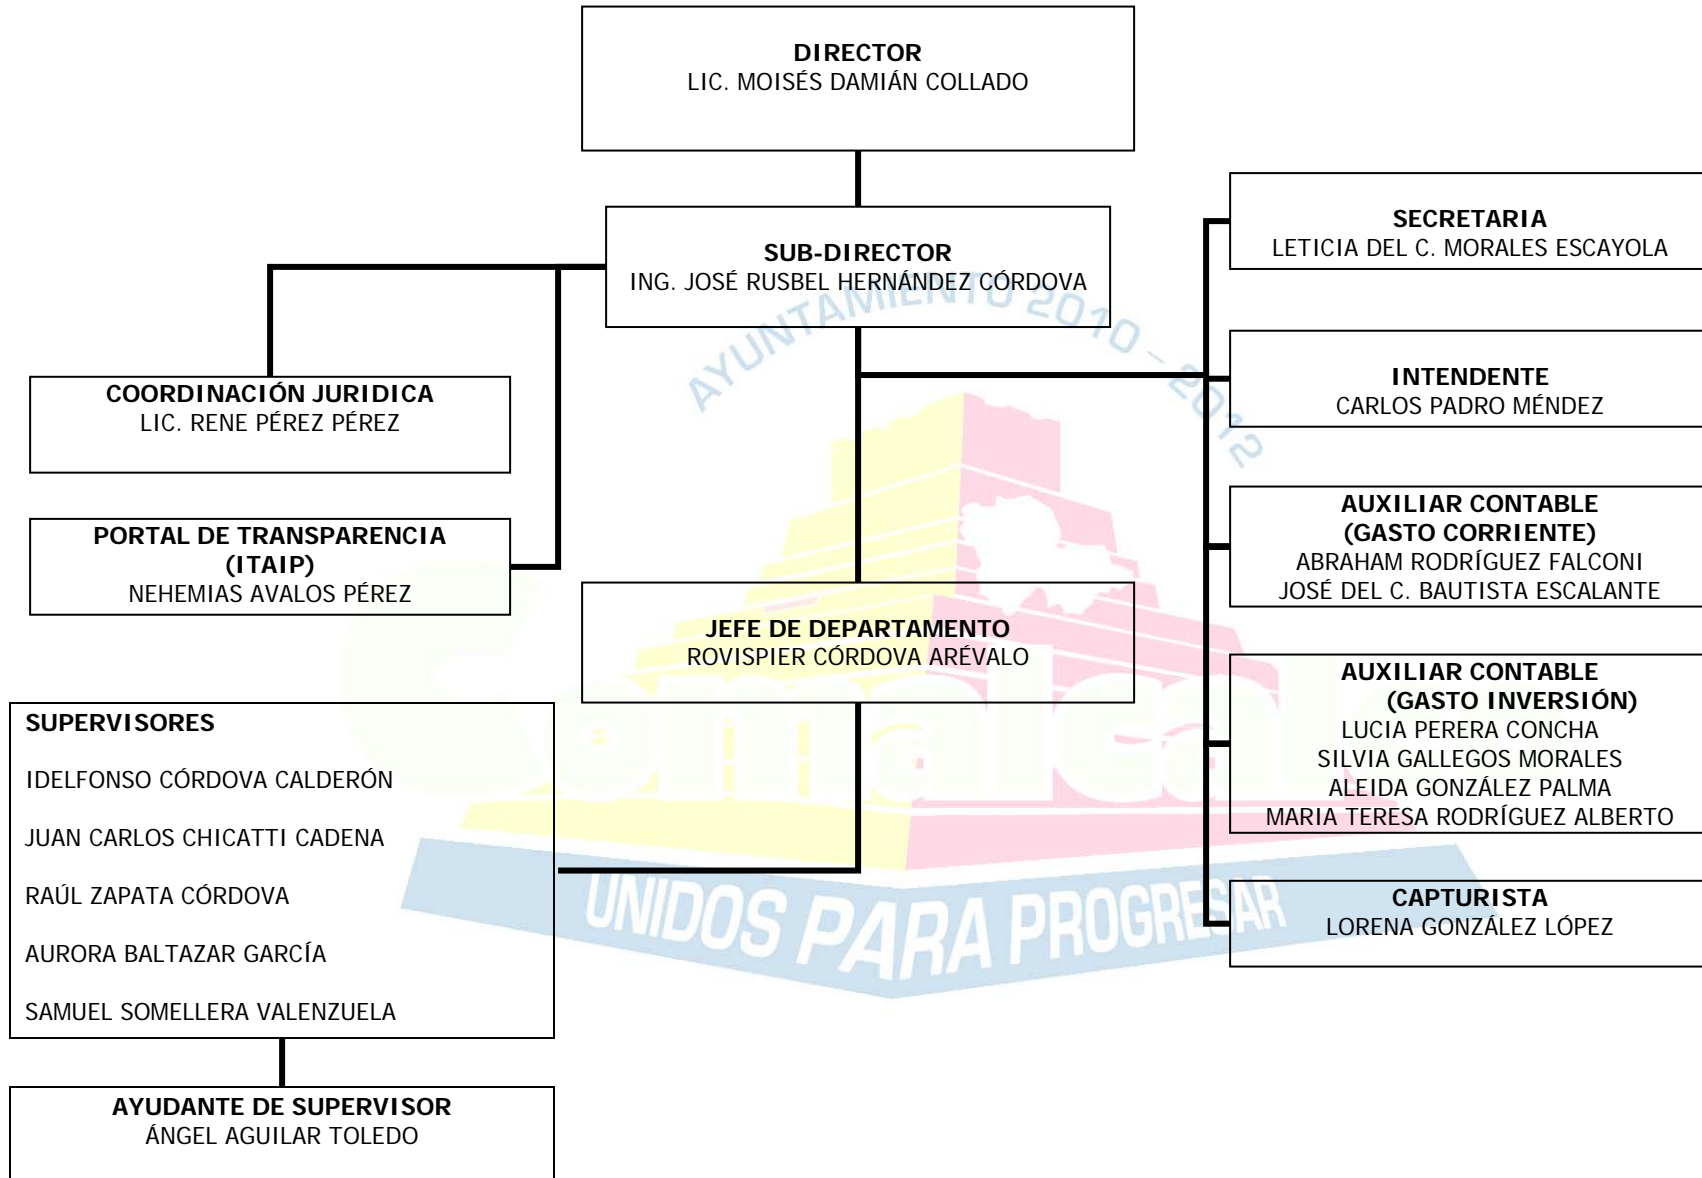 DIRECTOR
LIC. MOISÉS DAMIÁN COLLADO
SUB-DIRECTOR
ING. JOSÉ RUSBEL HERNÁNDEZ CÓRDOVA
SECRETARIA
LETICIA DEL C. MORALES ESCAYOLA
INTENDENTE
CARLOS PADRO MÉNDEZ
COORDINACIÓN JURIDICA
LIC. RENE PÉREZ PÉREZ
PORTAL DE TRANSPARENCIA
(ITAIP)
NEHEMIAS AVALOS PÉREZ
AUXILIAR CONTABLE
(GASTO CORRIENTE)
ABRAHAM RODRÍGUEZ FALCONI
JOSÉ DEL C. BAUTISTA ESCALANTE
JEFE DE DEPARTAMENTO
ROVISPIER CÓRDOVA ARÉVALO
AUXILIAR CONTABLE
(GASTO INVERSIÓN)
LUCIA PERERA CONCHA
SILVIA GALLEGOS MORALES
ALEIDA GONZÁLEZ PALMA
MARIA TERESA RODRÍGUEZ ALBERTO
SUPERVISORES
IDELFONSO CÓRDOVA CALDERÓN
JUAN CARLOS CHICATTI CADENA
RAÚL ZAPATA CÓRDOVA
AURORA BALTAZAR GARCÍA
SAMUEL SOMELLERA VALENZUELA
CAPTURISTA
LORENA GONZÁLEZ LÓPEZ
AYUDANTE DE SUPERVISOR
ÁNGEL AGUILAR TOLEDO
AYUNTAMIENTO 2010 - 2012
Comalcalco
UNIDOS PARA PROGRESAR